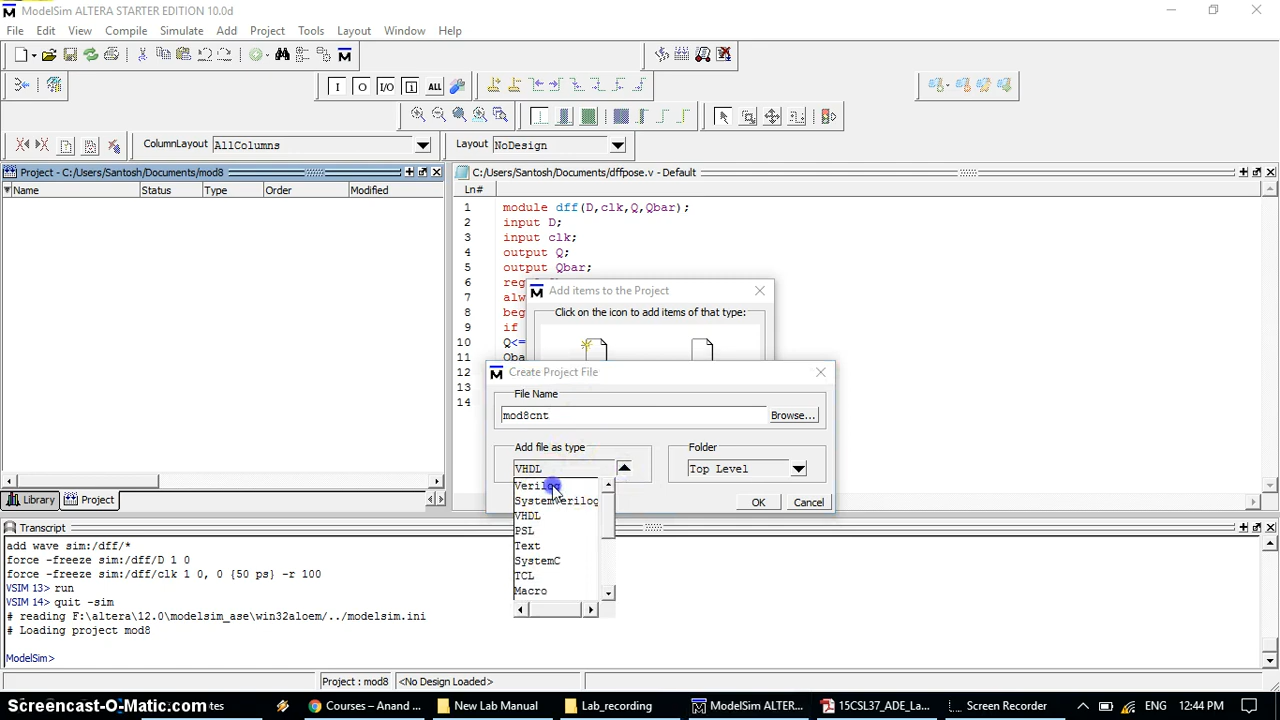 ModelSim ALTERA STARTER EDITION 10.0d
File Edit View Compile Simulate Add Project Tools Layout Window Help
I O I/O ALL
ColumnLayout AllColumns Layout NoDesign
Project - C:/Users/Santosh/Documents/mod8
Name Status Type Order Modified
Library Project
C:/Users/Santosh/Documents/dffpose.v - Default
Ln#
1 module dff(D,clk,Q,Qbar);
2 input D;
3 input clk;
4 output Q;
5 output Qbar;
6 reg
7 alw
8 beg
9 if
10 Q<=
11 Qba
12
13
14
Add items to the Project
Click on the icon to add items of that type:
Create Project File
File Name
mod8cnt Browse...
Add file as type Folder
VHDL Top Level
Verilog
SystemVerilog
VHDL
PSL
Text
SystemC
TCL
Macro
OK Cancel
Transcript
add wave sim:/dff/*
force -freeze sim:/dff/D 1 0
force -freeze sim:/dff/clk 1 0, 0 {50 ps} -r 100
VSIM 13> run
VSIM 14> quit -sim
# reading F:\altera\12.0\modelsim_ase\win32aloem/../modelsim.ini
# Loading project mod8
ModelSim>
Project : mod8 <No Design Loaded>
Screencast-O-Matic.com tes Courses – Anand ... New Lab Manual Lab_recording ModelSim ALTER... 15CSL37_ADE_La... Screen Recorder ENG 12:44 PM